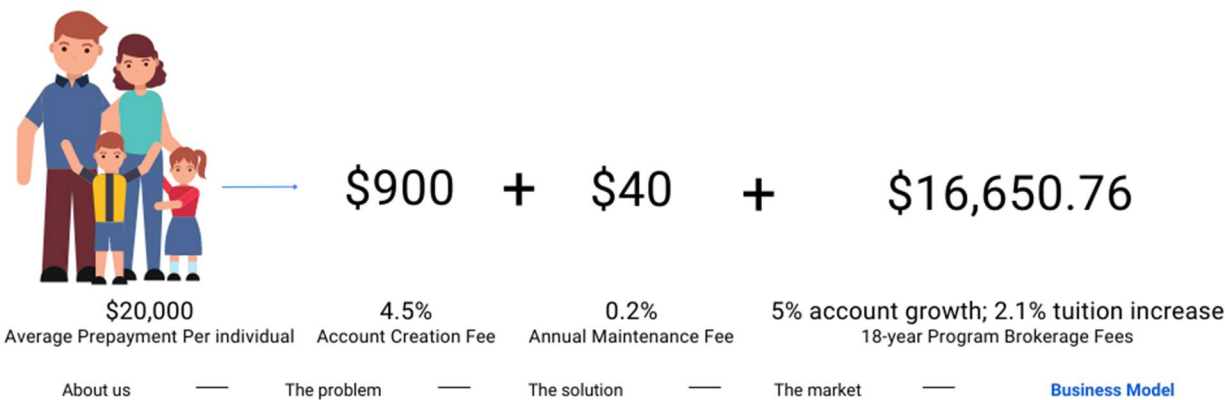 $900 + $40 + $16,650.76
$20,000
Average Prepayment Per individual
4.5%
Account Creation Fee
0.2%
Annual Maintenance Fee
5% account growth; 2.1% tuition increase
18-year Program Brokerage Fees
About us — The problem — The solution — The market — Business Model